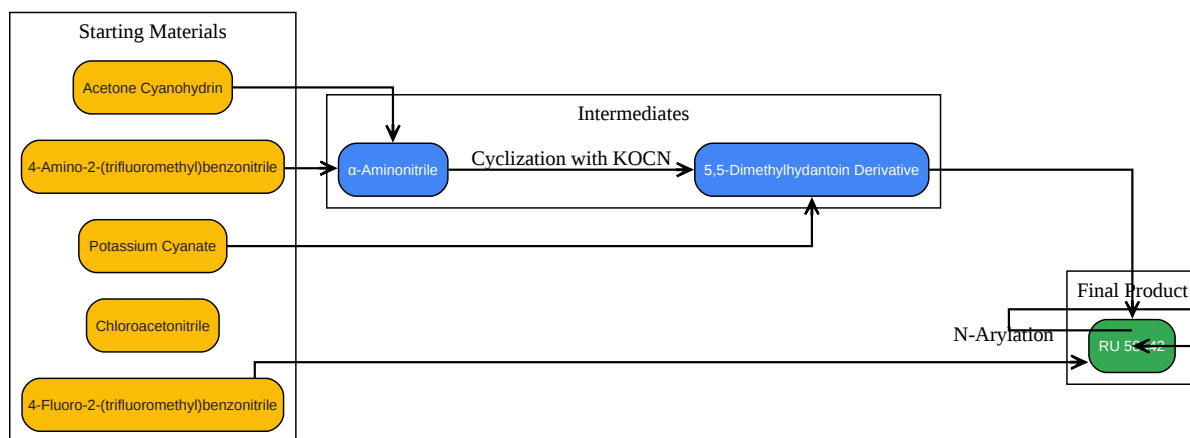 Starting Materials
Acetone Cyanohydrin
Intermediates
4-Amino-2-(trifluoromethyl)benzonitrile
α-Aminonitrile
Cyclization with KOCN
5,5-Dimethylhydantoin Derivative
Potassium Cyanate
Chloroacetonitrile
Final Product
N-Arylation
RU
4-Fluoro-2-(trifluoromethyl)benzonitrile